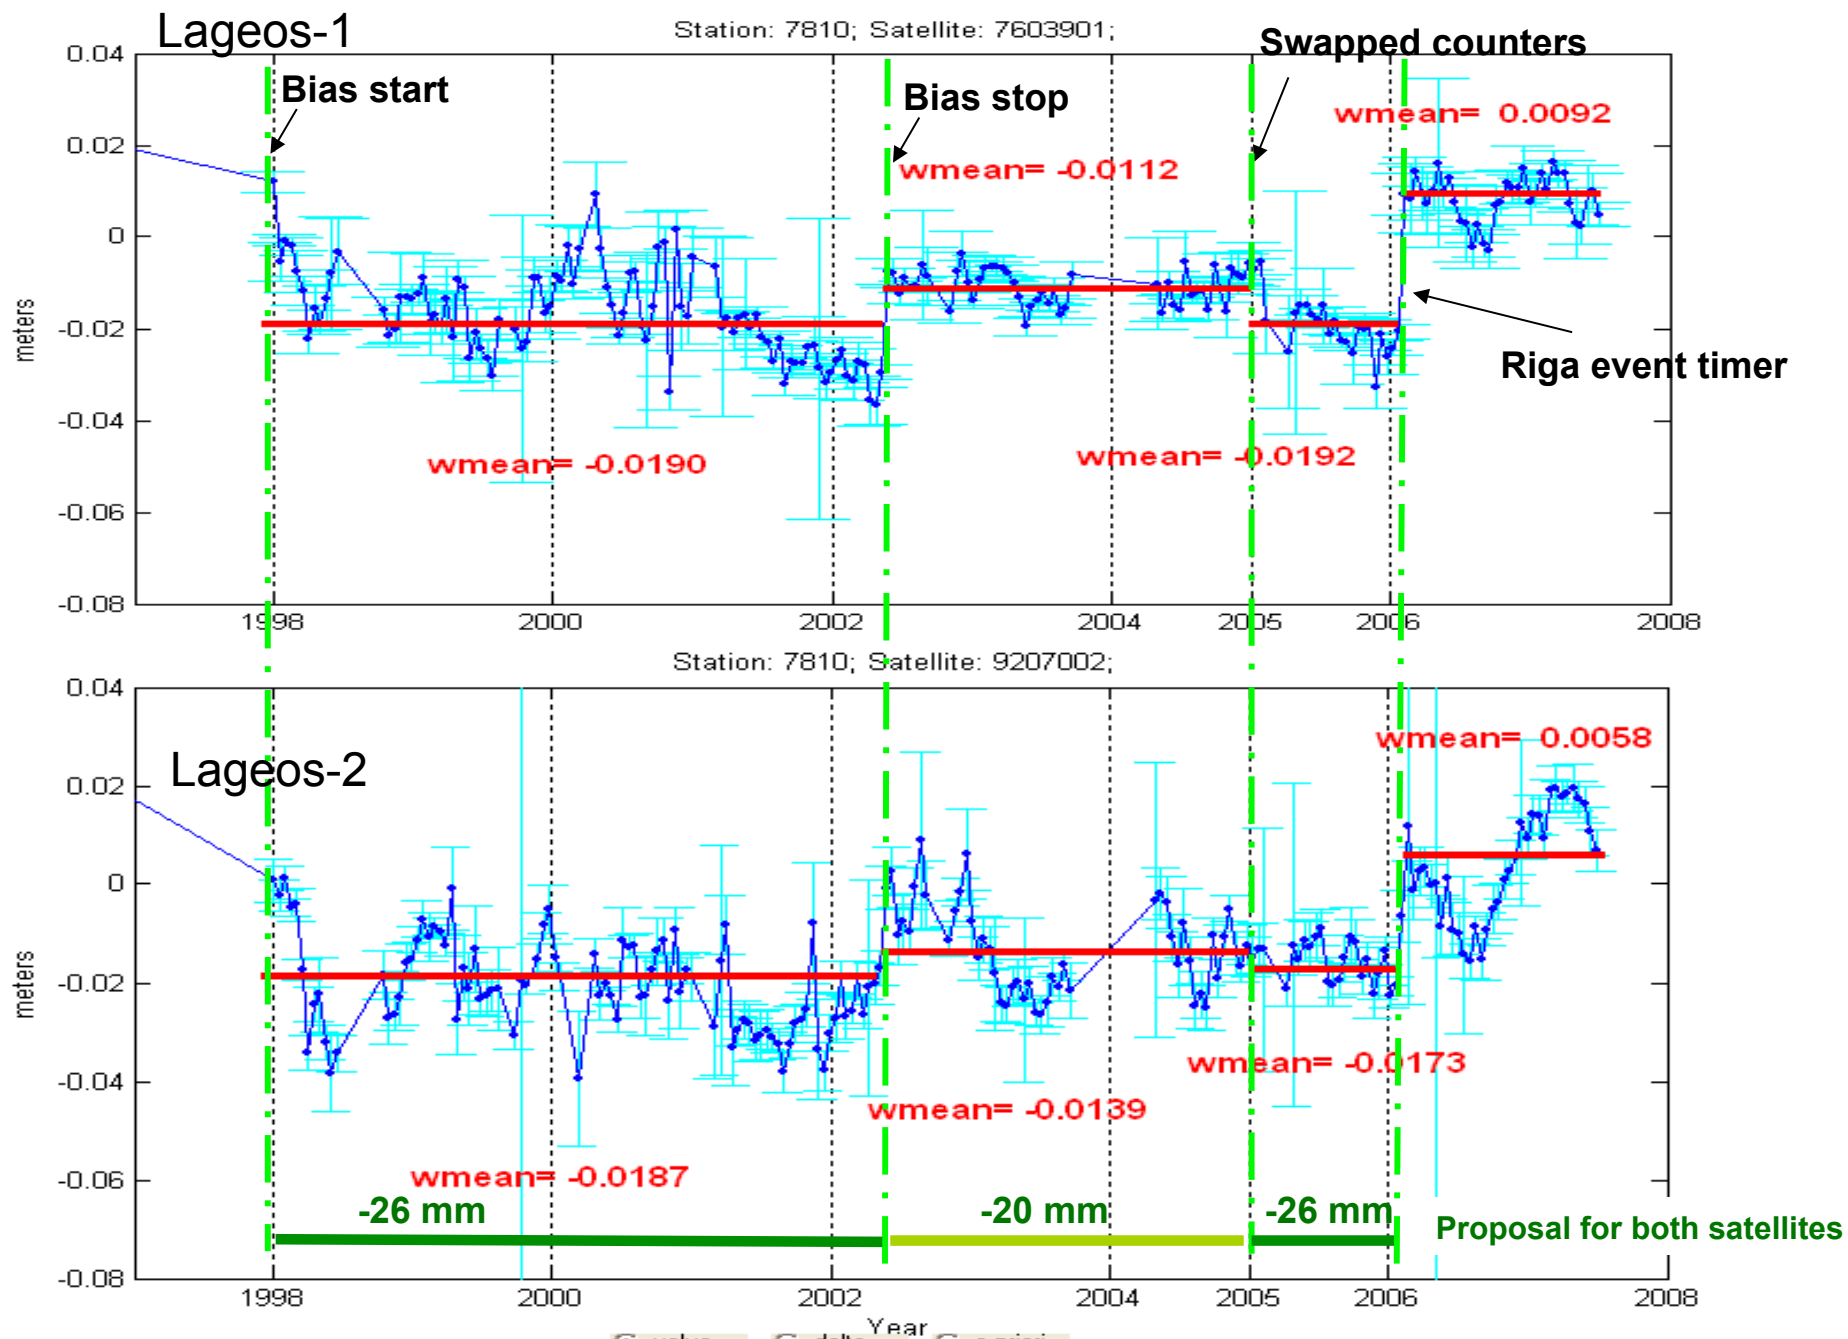 Lageos-1
Station: 7810; Satellite: 7603901;
Swapped counters
Bias start
Bias stop
wmean= 0.0092
wmean= -0.0112
Riga event timer
wmean= -0.0190
wmean= -0.0192
meters
0.04
0.02
0
-0.02
-0.04
-0.06
-0.08
1998
2000
2002
2004
2005
2006
2008
Station: 7810; Satellite: 9207002;
Lageos-2
wmean= 0.0058
wmean= -0.0173
wmean= -0.0139
wmean= -0.0187
-26 mm
-20 mm
-26 mm
Proposal for both satellites
meters
0.04
0.02
0
-0.02
-0.04
-0.06
-0.08
1998
2000
2002
2004
2005
2006
2008
Year